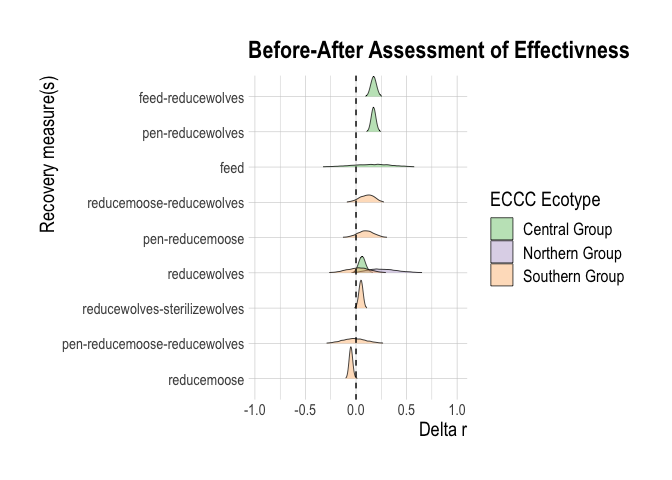 Before-After Assessment of Effectivness
Recovery measure(s)
feed-reducewolves
pen-reducewolves
feed
reducemoose-reducewolves
pen-reducemoose
reducewolves
reducewolves-sterilizewolves
pen-reducemoose-reducewolves
reducemoose
-1.0 -0.5 0.0 0.5 1.0
Delta r
ECCC Ecotype
Central Group
Northern Group
Southern Group